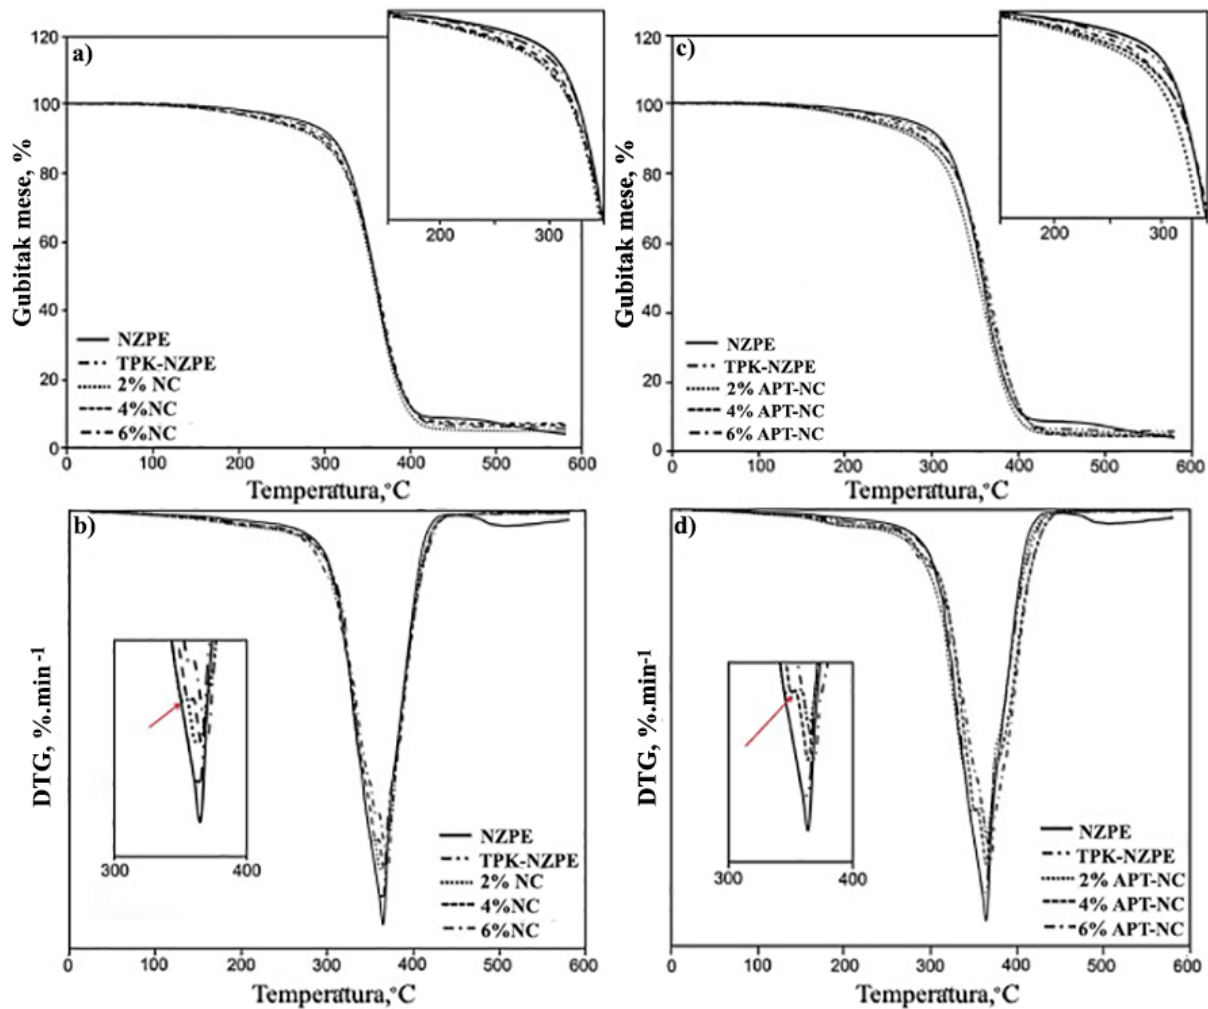 a)
120
100
80
60
40
20
0
Gubitak mese, %
NZPE
TPK-NZPE
2% NC
4%NC
6%NC
200 300
0 100 200 300 400 500 600
Temperatura,°C
c)
120
100
80
60
40
20
0
Gubitak mese, %
NZPE
TPK-NZPE
2% APT-NC
4% APT-NC
6% APT-NC
200 300
0 100 200 300 400 500 600
Temperatura,°C
b)
DTG, %.min-1
300 400
NZPE
TPK-NZPE
2% NC
4%NC
6%NC
0 100 200 300 400 500 600
Temperatura,°C
d)
DTG, %.min-1
300 400
NZPE
TPK-NZPE
2% APT-NC
4% APT-NC
6% APT-NC
0 100 200 300 400 500 600
Temperatura,°C